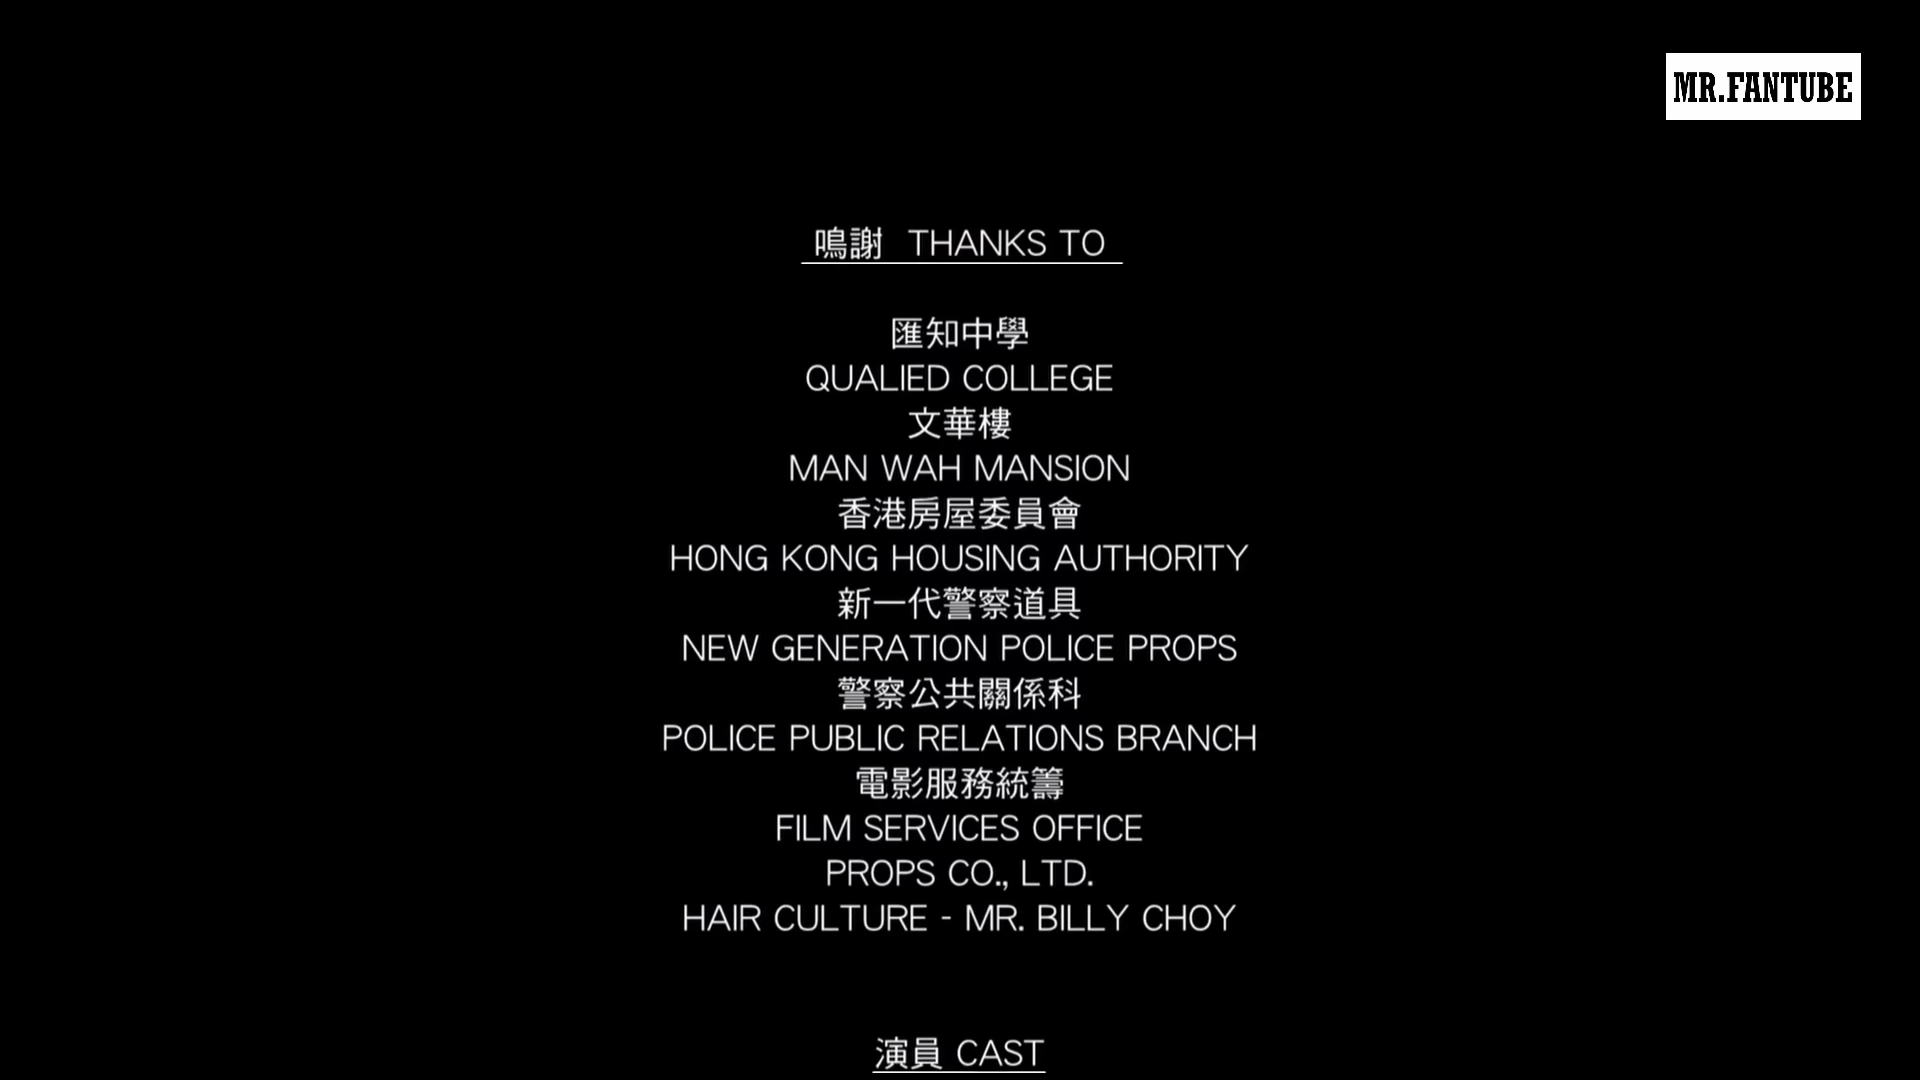 MR.FANTUBE
鳴謝 THANKS TO
匯知中學
QUALIED COLLEGE
文華樓
MAN WAH MANSION
香港房屋委員會
HONG KONG HOUSING AUTHORITY
新一代警察道具
NEW GENERATION POLICE PROPS
警察公共關係科
POLICE PUBLIC RELATIONS BRANCH
電影服務統籌
FILM SERVICES OFFICE
PROPS CO., LTD.
HAIR CULTURE - MR. BILLY CHOY
演員 CAST